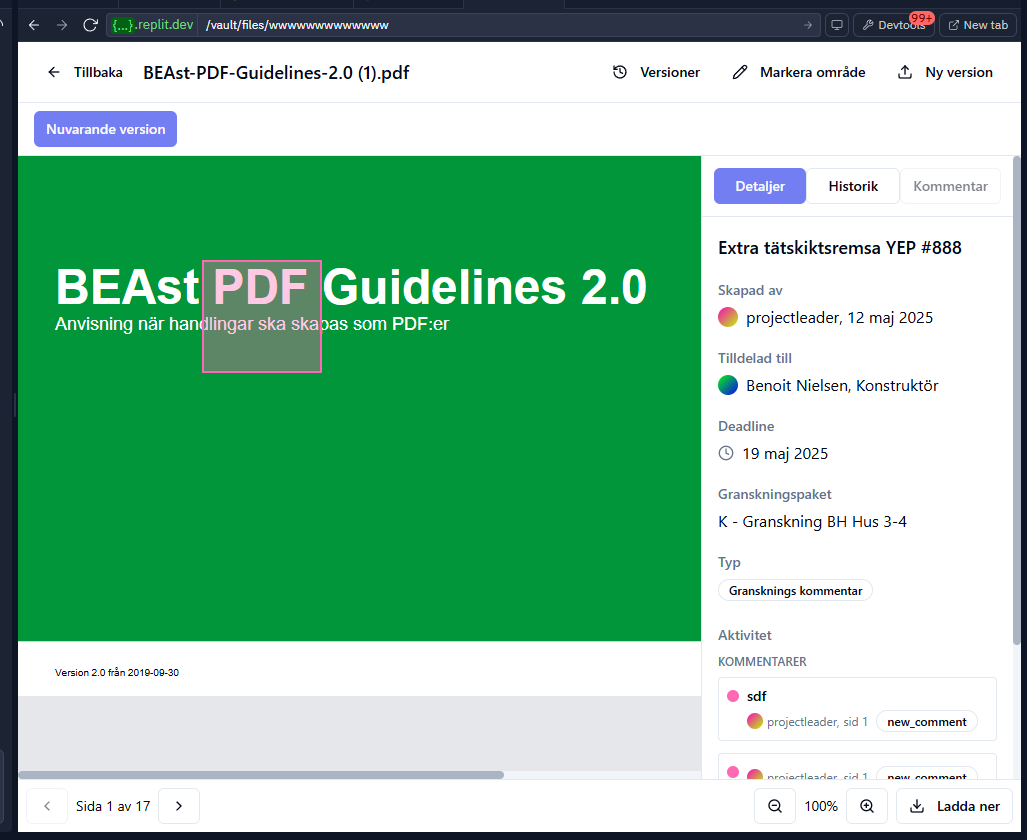 {...}.replit.dev /vault/files/wwwwwwwwwwwwww
Devtools 99+ New tab
Tillbaka BEAst-PDF-Guidelines-2.0 (1).pdf Versioner Markera område Ny version
Nuvarande version
Detaljer Historik Kommentar
BEAst PDF Guidelines 2.0
Anvisning när handlingar ska skapas som PDF:er
Version 2.0 från 2019-09-30
Extra tätskiktsremsa YEP #888
Skapad av
projectleader, 12 maj 2025
Tilldelad till
Benoit Nielsen, Konstruktör
Deadline
19 maj 2025
Granskningspaket
K - Granskning BH Hus 3-4
Typ
Gransknings kommentar
Aktivitet
KOMMENTARER
sdf
projectleader, sid 1 new_comment
projectleader, sid 1 new_comment
Sida 1 av 17 100% Ladda ner